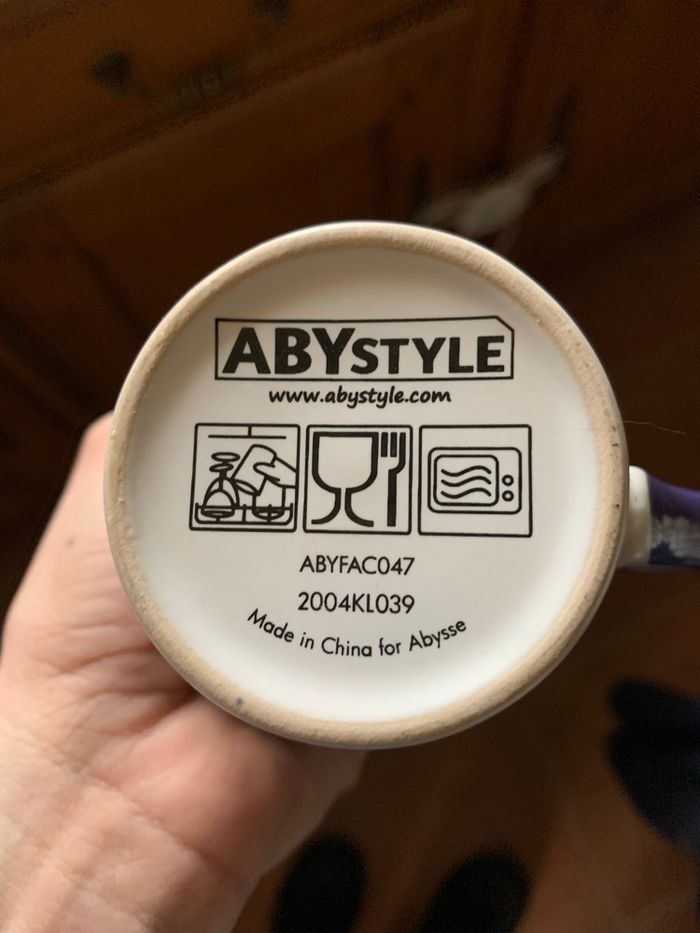 ABYSTYLE
www.abystyle.com
ABYFAC047
2004KL039
Made in China for Abysse